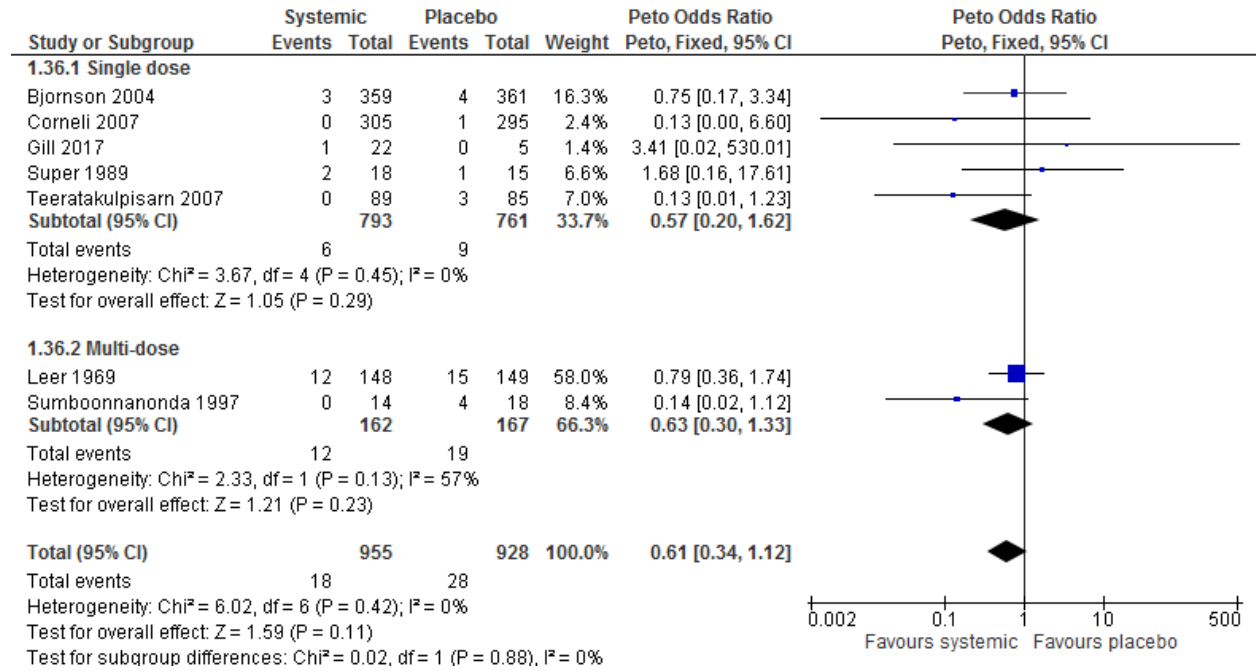 Systemic Placebo Peto Odds Ratio Peto Odds Ratio
Study or Subgroup Events Total Events Total Weight Peto, Fixed, 95% CI Peto, Fixed, 95% CI
1.36.1 Single dose
Bjornson 2004 3 359 4 361 16.3% 0.75 [0.17, 3.34]
Corneli 2007 0 305 1 295 2.4% 0.13 [0.00, 6.60]
Gill 2017 1 22 0 5 1.4% 3.41 [0.02, 530.01]
Super 1989 2 18 1 15 6.6% 1.68 [0.16, 17.61]
Teeratakulpisarn 2007 0 89 3 85 7.0% 0.13 [0.01, 1.23]
Subtotal (95% CI) 793 761 33.7% 0.57 [0.20, 1.62]
Total events 6 9
Heterogeneity: Chi² = 3.67, df = 4 (P = 0.45); I² = 0%
Test for overall effect: Z = 1.05 (P = 0.29)
1.36.2 Multi-dose
Leer 1969 12 148 15 149 58.0% 0.79 [0.36, 1.74]
Sumboonnanonda 1997 0 14 4 18 8.4% 0.14 [0.02, 1.12]
Subtotal (95% CI) 162 167 66.3% 0.63 [0.30, 1.33]
Total events 12 19
Heterogeneity: Chi² = 2.33, df = 1 (P = 0.13); I² = 57%
Test for overall effect: Z = 1.21 (P = 0.23)
Total (95% CI) 955 928 100.0% 0.61 [0.34, 1.12]
Total events 18 28
Heterogeneity: Chi² = 6.02, df = 6 (P = 0.42); I² = 0%
Test for overall effect: Z = 1.59 (P = 0.11)
Test for subgroup differences: Chi² = 0.02, df = 1 (P = 0.88), I² = 0%
0.002 0.1 1 10 500
Favours systemic Favours placebo